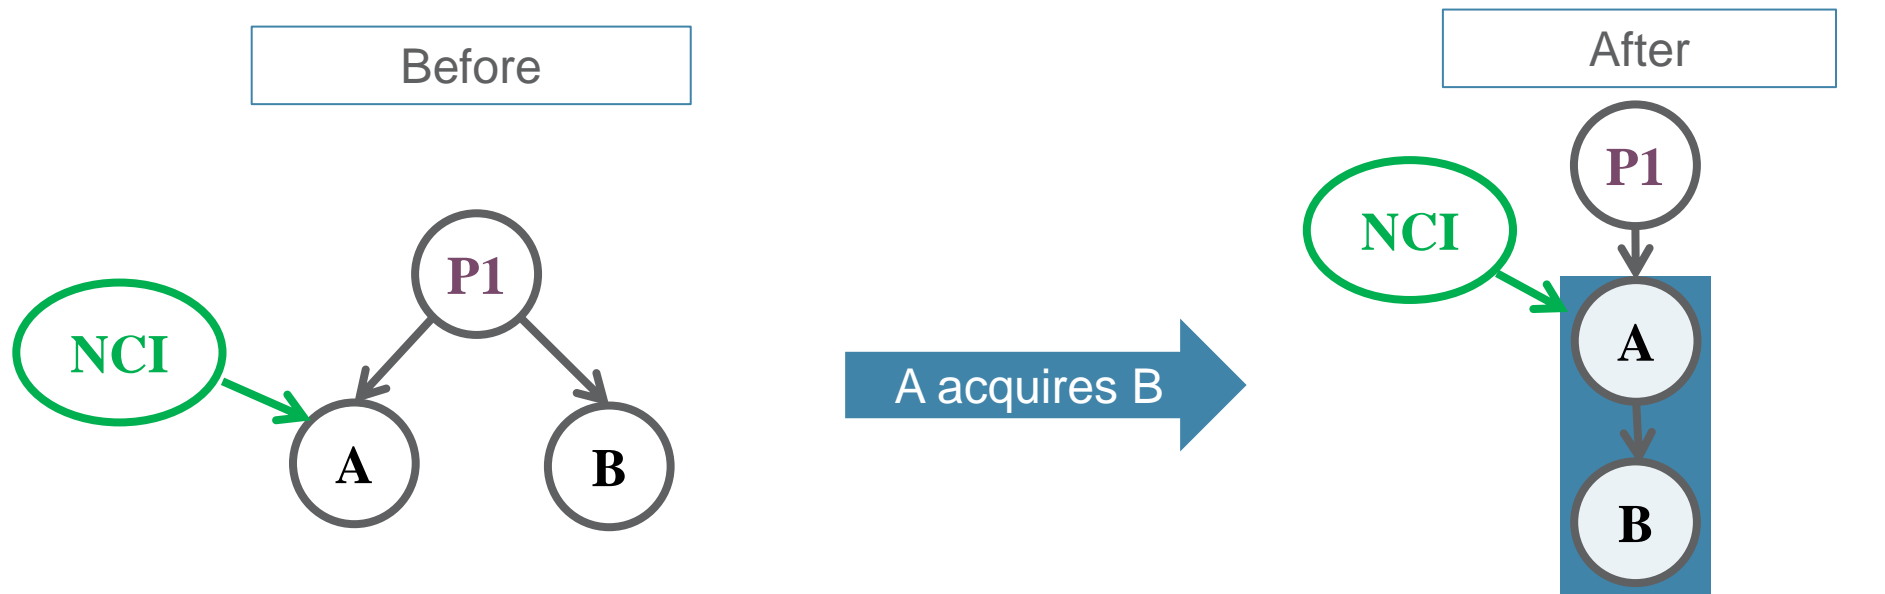 Before
After
P1
NCI
A
B
A acquires B
P1
NCI
A
B